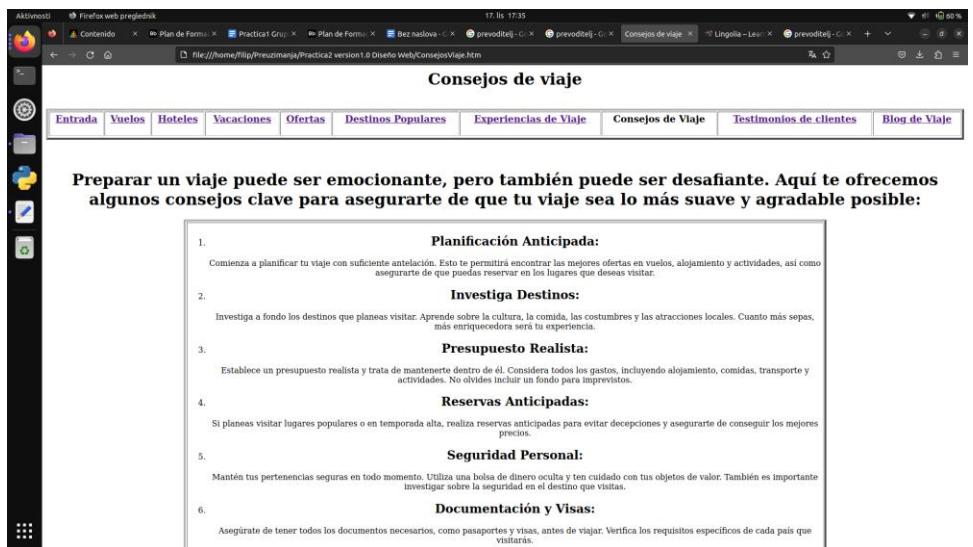 Aktivnosti Firefox web preglednik 17. lis 17:35 60 %
Contenido Plan de Forma Practica1 Grup Plan de Formac Bez naslova - G prevoditelj - Go prevoditelj - Go Consejos de viaje Lingolia – Lear prevoditelj - Go
file:///home/filip/Preuzimanja/Practica2 version1.0 Diseño Web/ConsejosViaje.htm
Consejos de viaje
Entrada Vuelos Hoteles Vacaciones Ofertas Destinos Populares Experiencias de Viaje Consejos de Viaje Testimonios de clientes Blog de Viaje
Preparar un viaje puede ser emocionante, pero también puede ser desafiante. Aquí te ofrecemos
algunos consejos clave para asegurarte de que tu viaje sea lo más suave y agradable posible:
1. Planificación Anticipada:
Comienza a planificar tu viaje con suficiente antelación. Esto te permitirá encontrar las mejores ofertas en vuelos, alojamiento y actividades, así como
asegurarte de que puedas reservar en los lugares que deseas visitar.
2. Investiga Destinos:
Investiga a fondo los destinos que planeas visitar. Aprende sobre la cultura, la comida, las costumbres y las atracciones locales. Cuanto más sepas,
más enriquecedora será tu experiencia.
3. Presupuesto Realista:
Establece un presupuesto realista y trata de mantenerte dentro de él. Considera todos los gastos, incluyendo alojamiento, comidas, transporte y
actividades. No olvides incluir un fondo para imprevistos.
4. Reservas Anticipadas:
Si planeas visitar lugares populares o en temporada alta, realiza reservas anticipadas para evitar decepciones y asegurarte de conseguir los mejores
precios.
5. Seguridad Personal:
Mantén tus pertenencias seguras en todo momento. Utiliza una bolsa de dinero oculta y ten cuidado con tus objetos de valor. También es importante
investigar sobre la seguridad en el destino que visitas.
6. Documentación y Visas:
Asegúrate de tener todos los documentos necesarios, como pasaportes y visas, antes de viajar. Verifica los requisitos específicos de cada país que
visitarás.